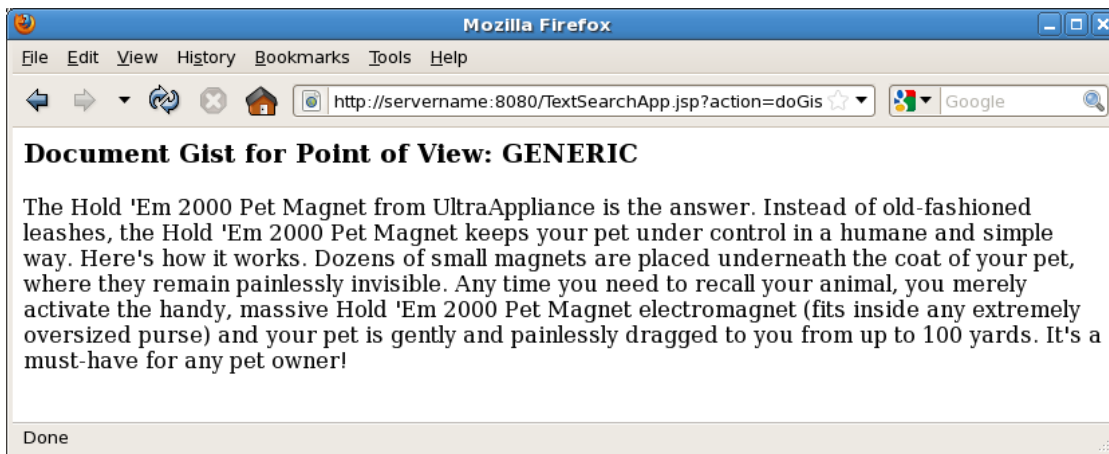 Mozilla Firefox
File Edit View History Bookmarks Tools Help
http://servername:8080/TextSearchApp.jsp?action=doGis
Google
Document Gist for Point of View: GENERIC
The Hold 'Em 2000 Pet Magnet from UltraAppliance is the answer. Instead of old-fashioned
leashes, the Hold 'Em 2000 Pet Magnet keeps your pet under control in a humane and simple
way. Here's how it works. Dozens of small magnets are placed underneath the coat of your pet,
where they remain painlessly invisible. Any time you need to recall your animal, you merely
activate the handy, massive Hold 'Em 2000 Pet Magnet electromagnet (fits inside any extremely
oversized purse) and your pet is gently and painlessly dragged to you from up to 100 yards. It's a
must-have for any pet owner!
Done